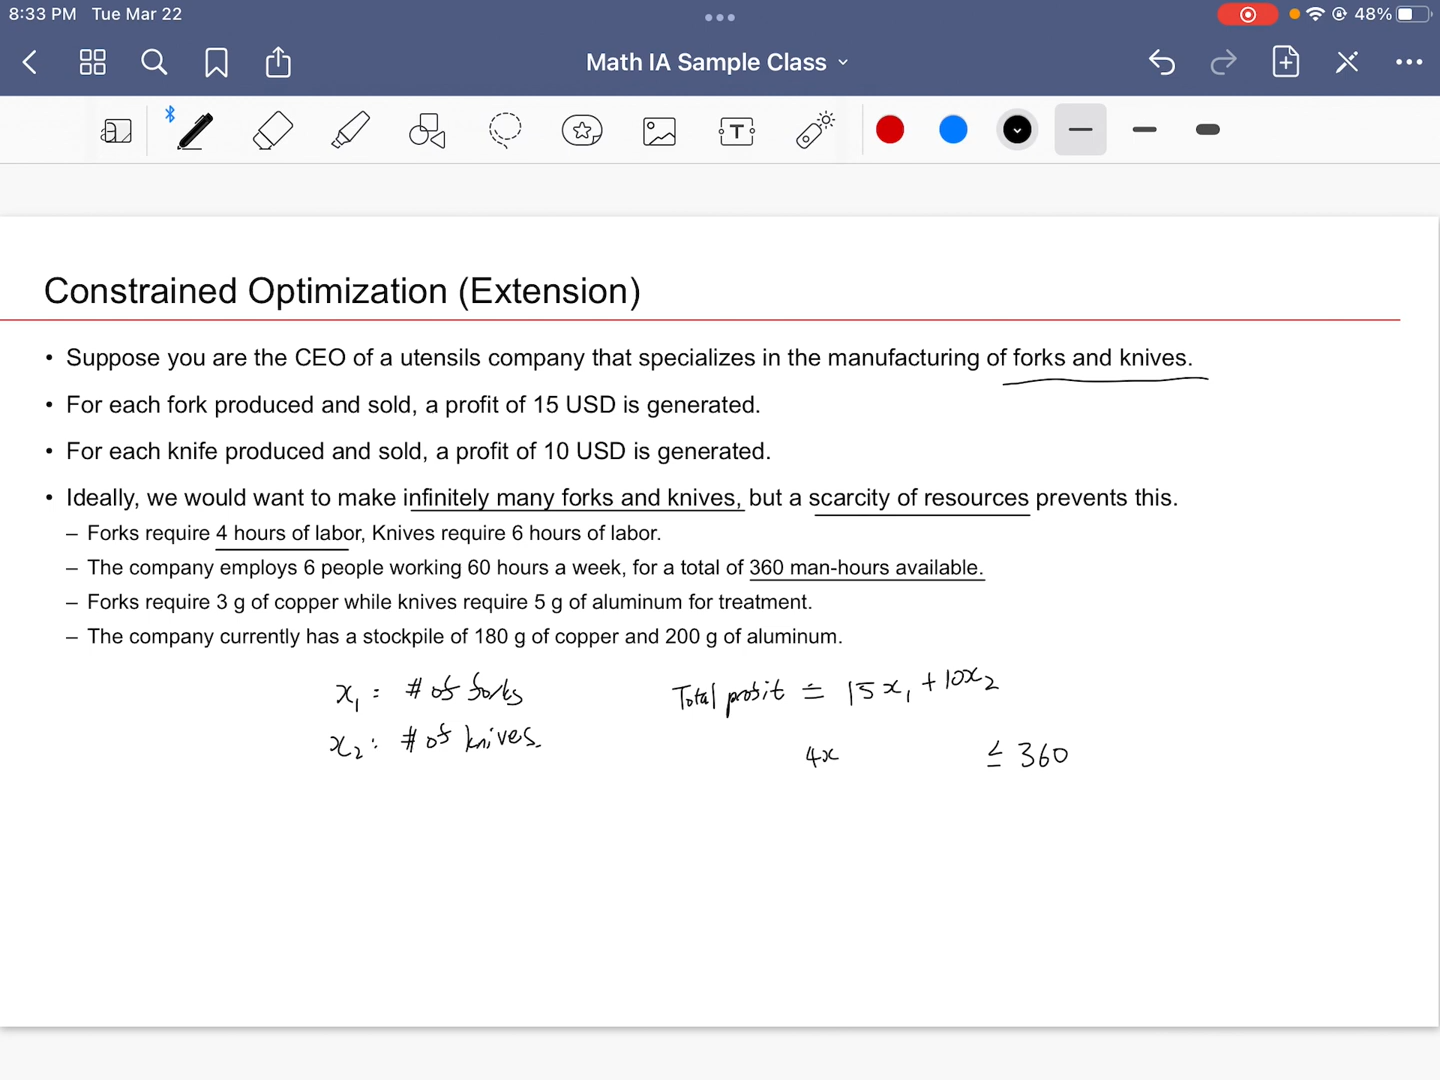 8:33 PM Tue Mar 22
48%
Math IA Sample Class
T
Constrained Optimization (Extension)
• Suppose you are the CEO of a utensils company that specializes in the manufacturing of forks and knives.
• For each fork produced and sold, a profit of 15 USD is generated.
• For each knife produced and sold, a profit of 10 USD is generated.
• Ideally, we would want to make infinitely many forks and knives, but a scarcity of resources prevents this.
– Forks require 4 hours of labor, Knives require 6 hours of labor.
– The company employs 6 people working 60 hours a week, for a total of 360 man-hours available.
– Forks require 3 g of copper while knives require 5 g of aluminum for treatment.
– The company currently has a stockpile of 180 g of copper and 200 g of aluminum.
x₁ : # of forks
Total profit = 15x₁ + 10x₂
x₂ : # of knives.
4x ≤ 360